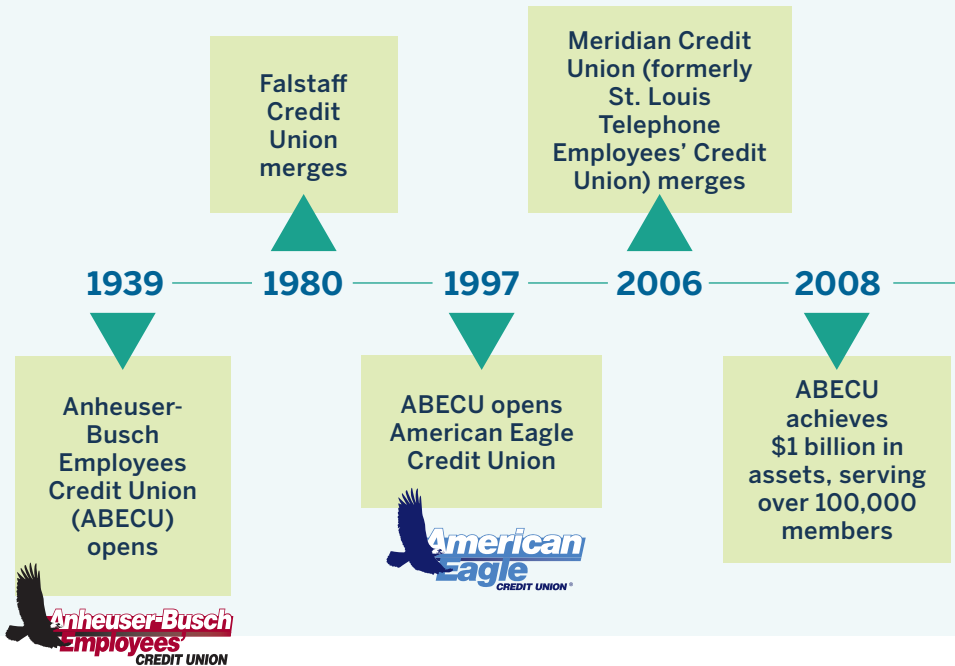 Falstaff
Credit
Union
merges
Meridian Credit
Union (formerly
St. Louis
Telephone
Employees’ Credit
Union) merges
1939
1980
1997
2006
2008
Anheuser-
Busch
Employees
Credit Union
(ABECU)
opens
ABECU opens
American Eagle
Credit Union
ABECU
achieves
$1 billion in
assets, serving
over 100,000
members
American
Eagle
CREDIT UNION®
Anheuser-Busch
Employees’
CREDIT UNION